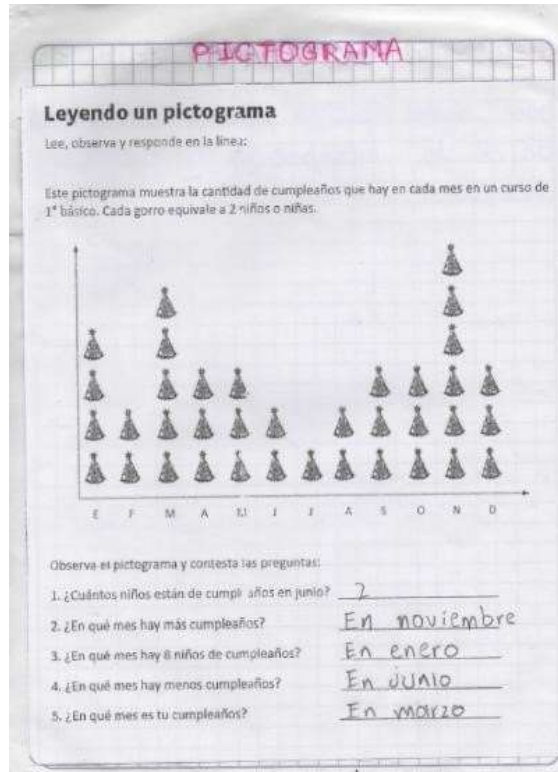 PICTOGRAMA
Leyendo un pictograma
Lee, observa y responde en la línea:
Este pictograma muestra la cantidad de cumpleaños que hay en cada mes en un curso de
1° básico. Cada gorro equivale a 2 niños o niñas.
E F M A M J J A S O N D
Observa el pictograma y contesta las preguntas:
1. ¿Cuántos niños están de cumpleaños en junio? 2
2. ¿En qué mes hay más cumpleaños? En noviembre
3. ¿En qué mes hay 8 niños de cumpleaños? En enero
4. ¿En qué mes hay menos cumpleaños? En junio
5. ¿En qué mes es tu cumpleaños? En marzo